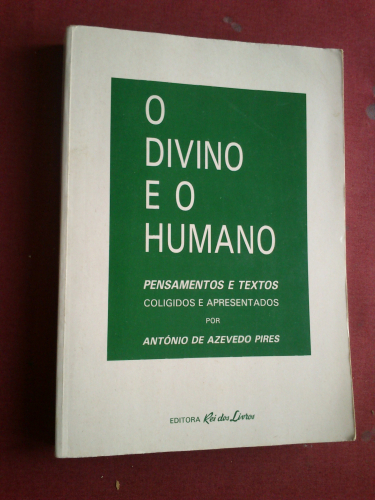 O
DIVINO
E O
HUMANO
PENSAMENTOS E TEXTOS
COLIGIDOS E APRESENTADOS
POR
ANTÓNIO DE AZEVEDO PIRES
EDITORA Rei dos Livros